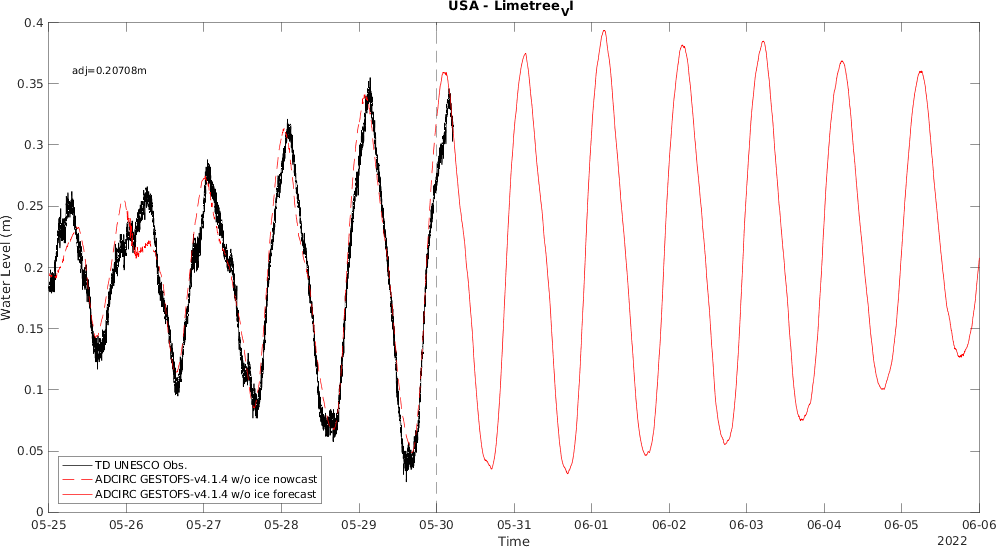 USA - Limetree_VI
adj=0.20708m
0.4
0.35
0.3
0.25
0.2
0.15
0.1
0.05
0
Water Level (m)
TD UNESCO Obs.
ADCIRC GESTOFS-v4.1.4 w/o ice nowcast
ADCIRC GESTOFS-v4.1.4 w/o ice forecast
05-25 05-26 05-27 05-28 05-29 05-30 05-31 06-01 06-02 06-03 06-04 06-05 06-06
Time
2022